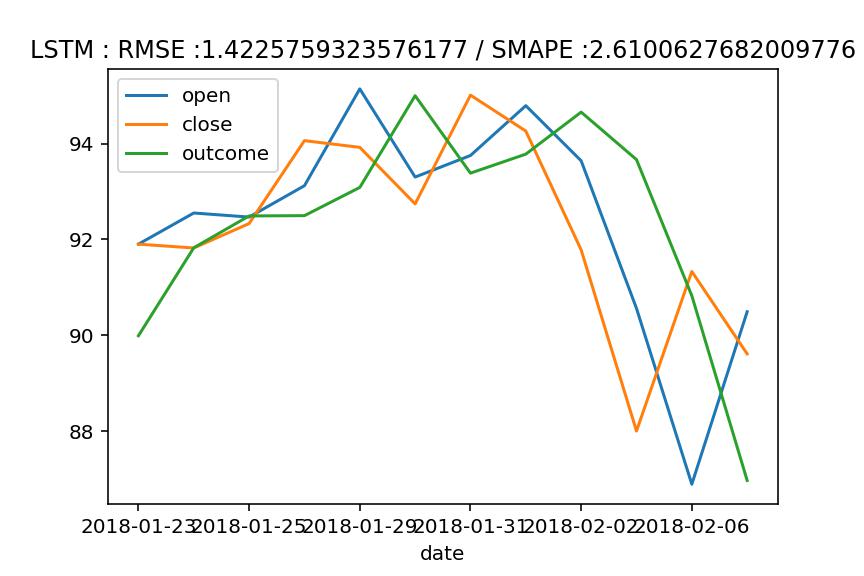 LSTM : RMSE :1.4225759323576177 / SMAPE :2.6100627682009776
open
close
outcome
94
92
90
88
2018-01-23 2018-01-25 2018-01-29 2018-01-31 2018-02-02 2018-02-06
date